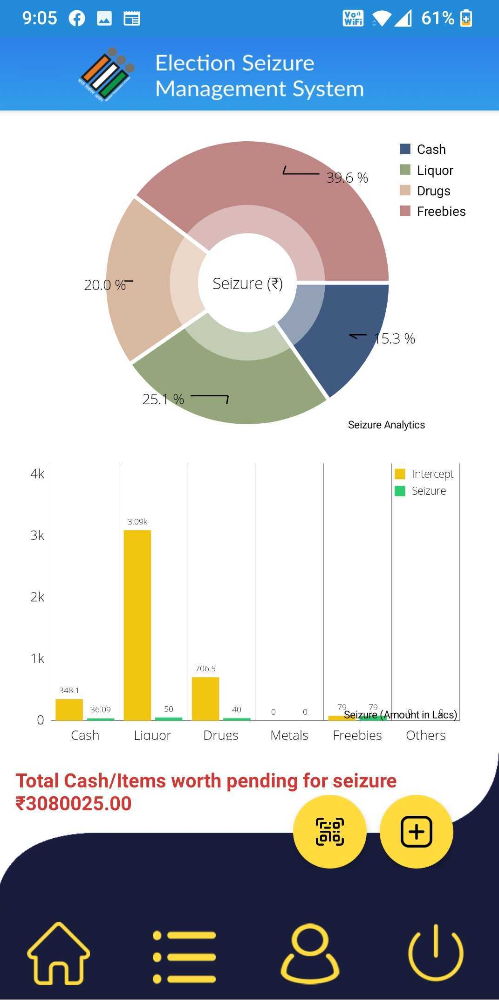 9:05
Vo WiFi
61%
Election Seizure
Management System
Cash
Liquor
Drugs
Freebies
39.6 %
20.0 %
Seizure (₹)
15.3 %
25.1 %
Seizure Analytics
4k
3k
2k
1k
0
Intercept
Seizure
3.09k
706.5
348.1
36.09
50
40
0
0
79
79
0
0
Seizure (Amount in Lacs)
Cash
Liquor
Drugs
Metals
Freebies
Others
Total Cash/Items worth pending for seizure
₹3080025.00